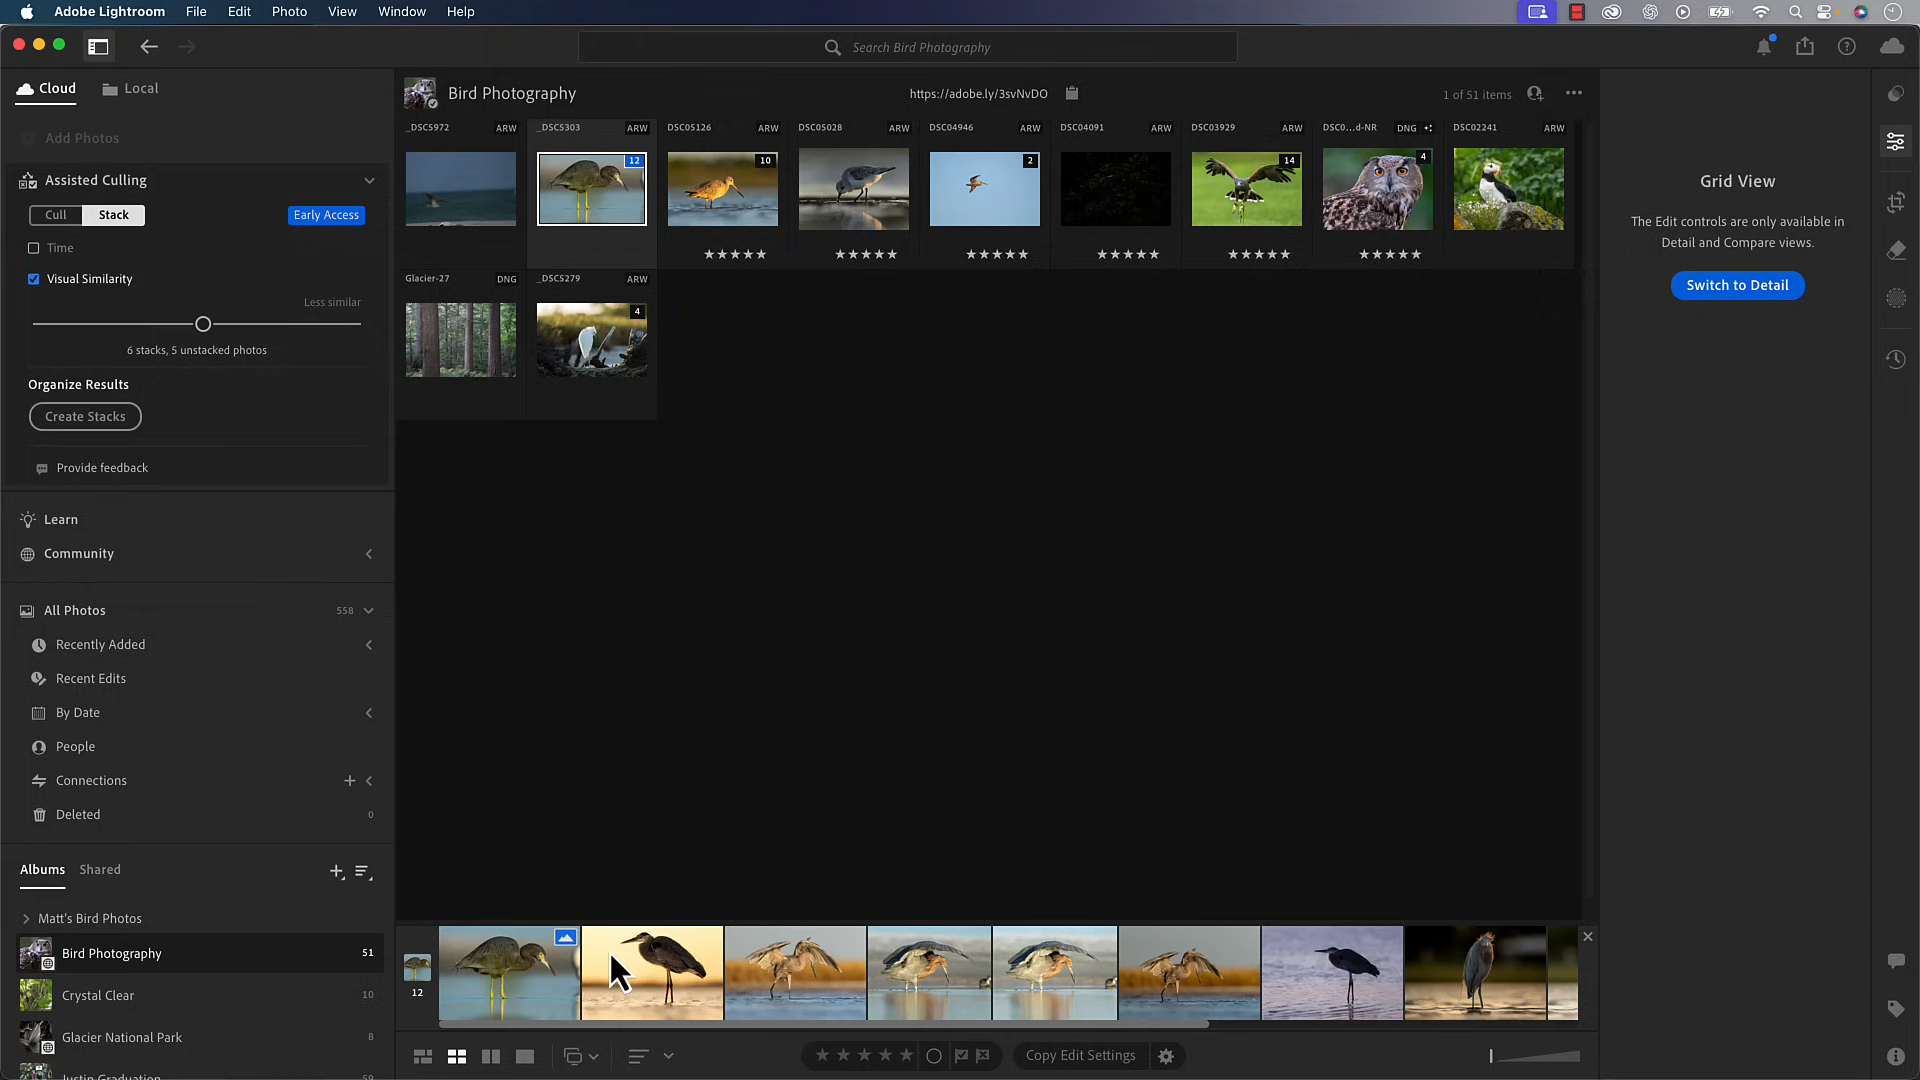 Adobe Lightroom File Edit Photo View Window Help
Search Bird Photography
Cloud Local
Add Photos
Assisted Culling
Cull Stack Early Access
Time
Visual Similarity
Less similar
6 stacks, 5 unstacked photos
Organize Results
Create Stacks
Provide feedback
Learn
Community
All Photos 558
Recently Added
Recent Edits
By Date
People
Connections
Deleted 0
Albums Shared
Matt's Bird Photos
Bird Photography 51
Crystal Clear 10
Glacier National Park 8
Justin Graduation 59
Bird Photography https://adobe.ly/3svNvDO 1 of 51 items
_DSC5972 ARW _DSC5303 ARW DSC05126 ARW DSC05028 ARW DSC04946 ARW DSC04091 ARW DSC03929 ARW DSC0...d-NR DNG DSC02241 ARW
12 10 2 14 4
Glacier-27 DNG _DSC5279 ARW
4
Grid View
The Edit controls are only available in
Detail and Compare views.
Switch to Detail
12
Copy Edit Settings